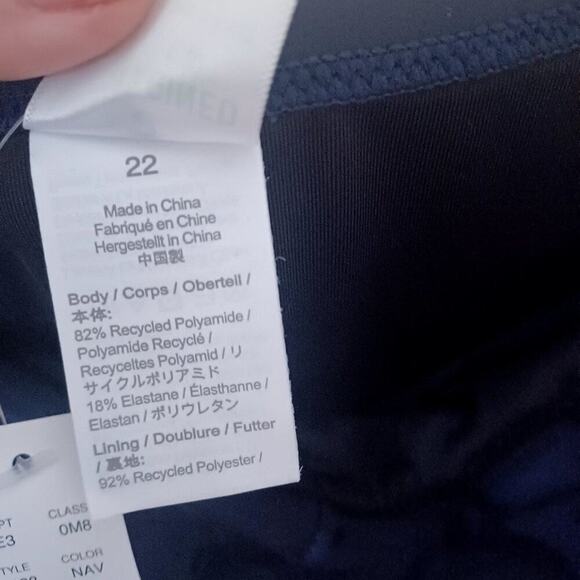 22
Made in China
Fabriqué en Chine
Hergestellt in China
中国製
Body / Corps / Oberteil /
本体:
82% Recycled Polyamide /
Polyamide Recyclé /
Recyceltes Polyamid / リ
サイクルポリアミド
18% Elastane / Élasthanne /
Elastan / ポリウレタン
Lining / Doublure / Futter
/ 裏地:
92% Recycled Polyester /
CLASS
0M8
COLOR
NAV